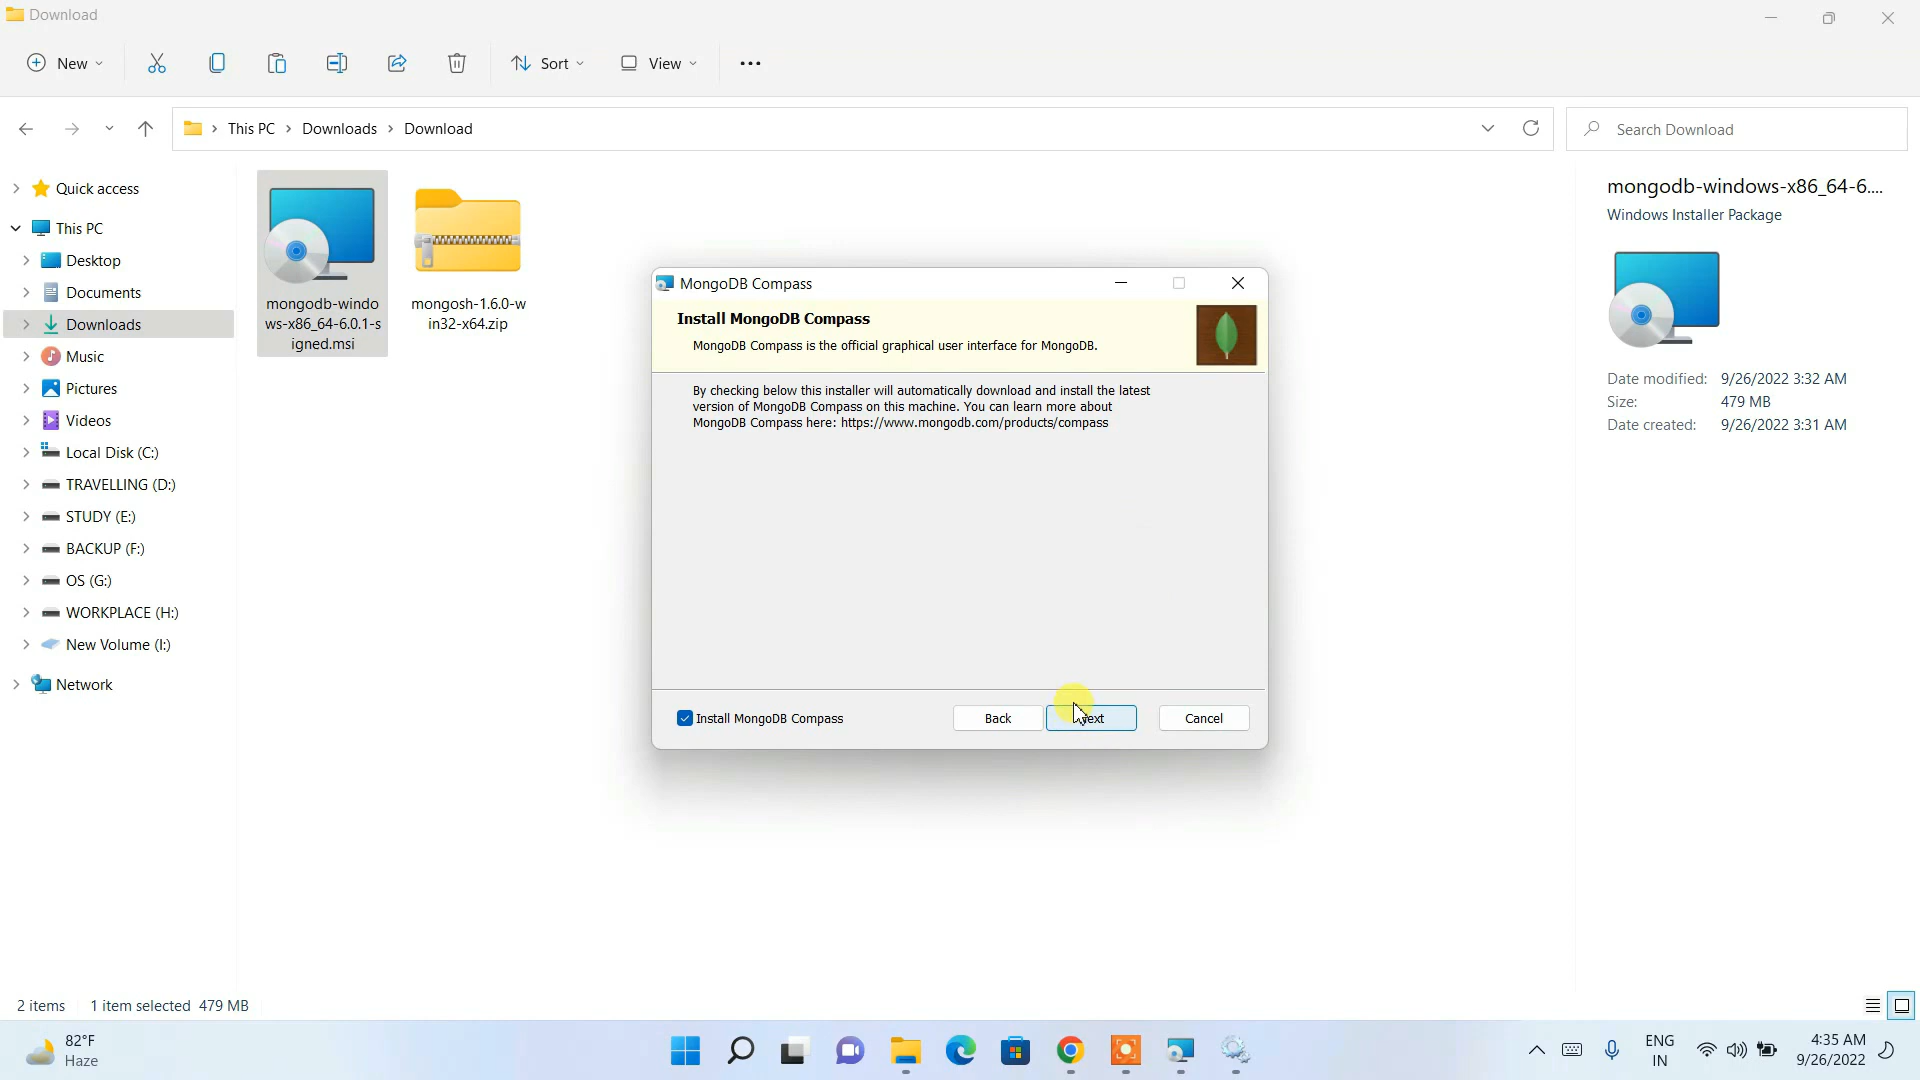 Download
New
Sort
View
This PC
Downloads
Download
Search Download
Quick access
This PC
Desktop
Documents
Downloads
Music
Pictures
Videos
Local Disk (C:)
TRAVELLING (D:)
STUDY (E:)
BACKUP (F:)
OS (G:)
WORKPLACE (H:)
New Volume (I:)
Network
mongodb-windo
ws-x86_64-6.0.1-s
igned.msi
mongosh-1.6.0-w
in32-x64.zip
MongoDB Compass
Install MongoDB Compass
MongoDB Compass is the official graphical user interface for MongoDB.
By checking below this installer will automatically download and install the latest
version of MongoDB Compass on this machine. You can learn more about
MongoDB Compass here: https://www.mongodb.com/products/compass
Install MongoDB Compass
Back
Next
Cancel
mongodb-windows-x86_64-6....
Windows Installer Package
Date modified: 9/26/2022 3:32 AM
Size: 479 MB
Date created: 9/26/2022 3:31 AM
2 items 1 item selected 479 MB
82°F
Haze
ENG
IN
4:35 AM
9/26/2022